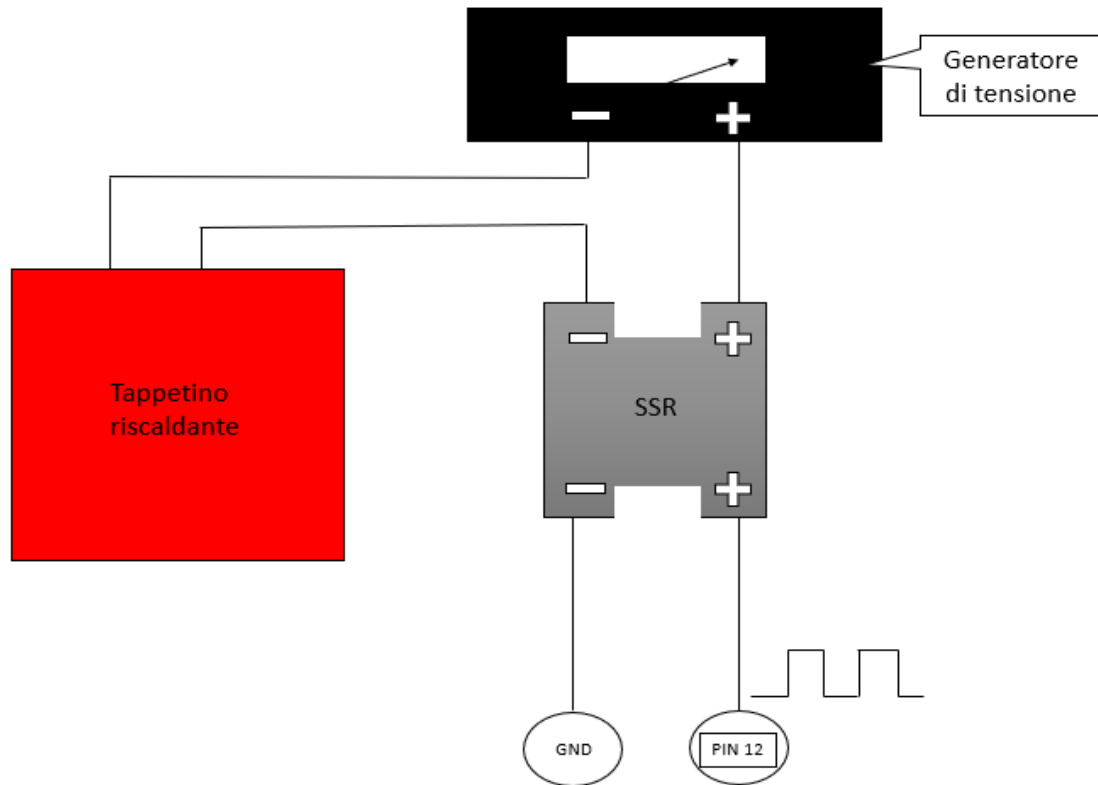 Generatore
di tensione
− +
− +
Tappetino
riscaldante
SSR
− +
GND
PIN 12